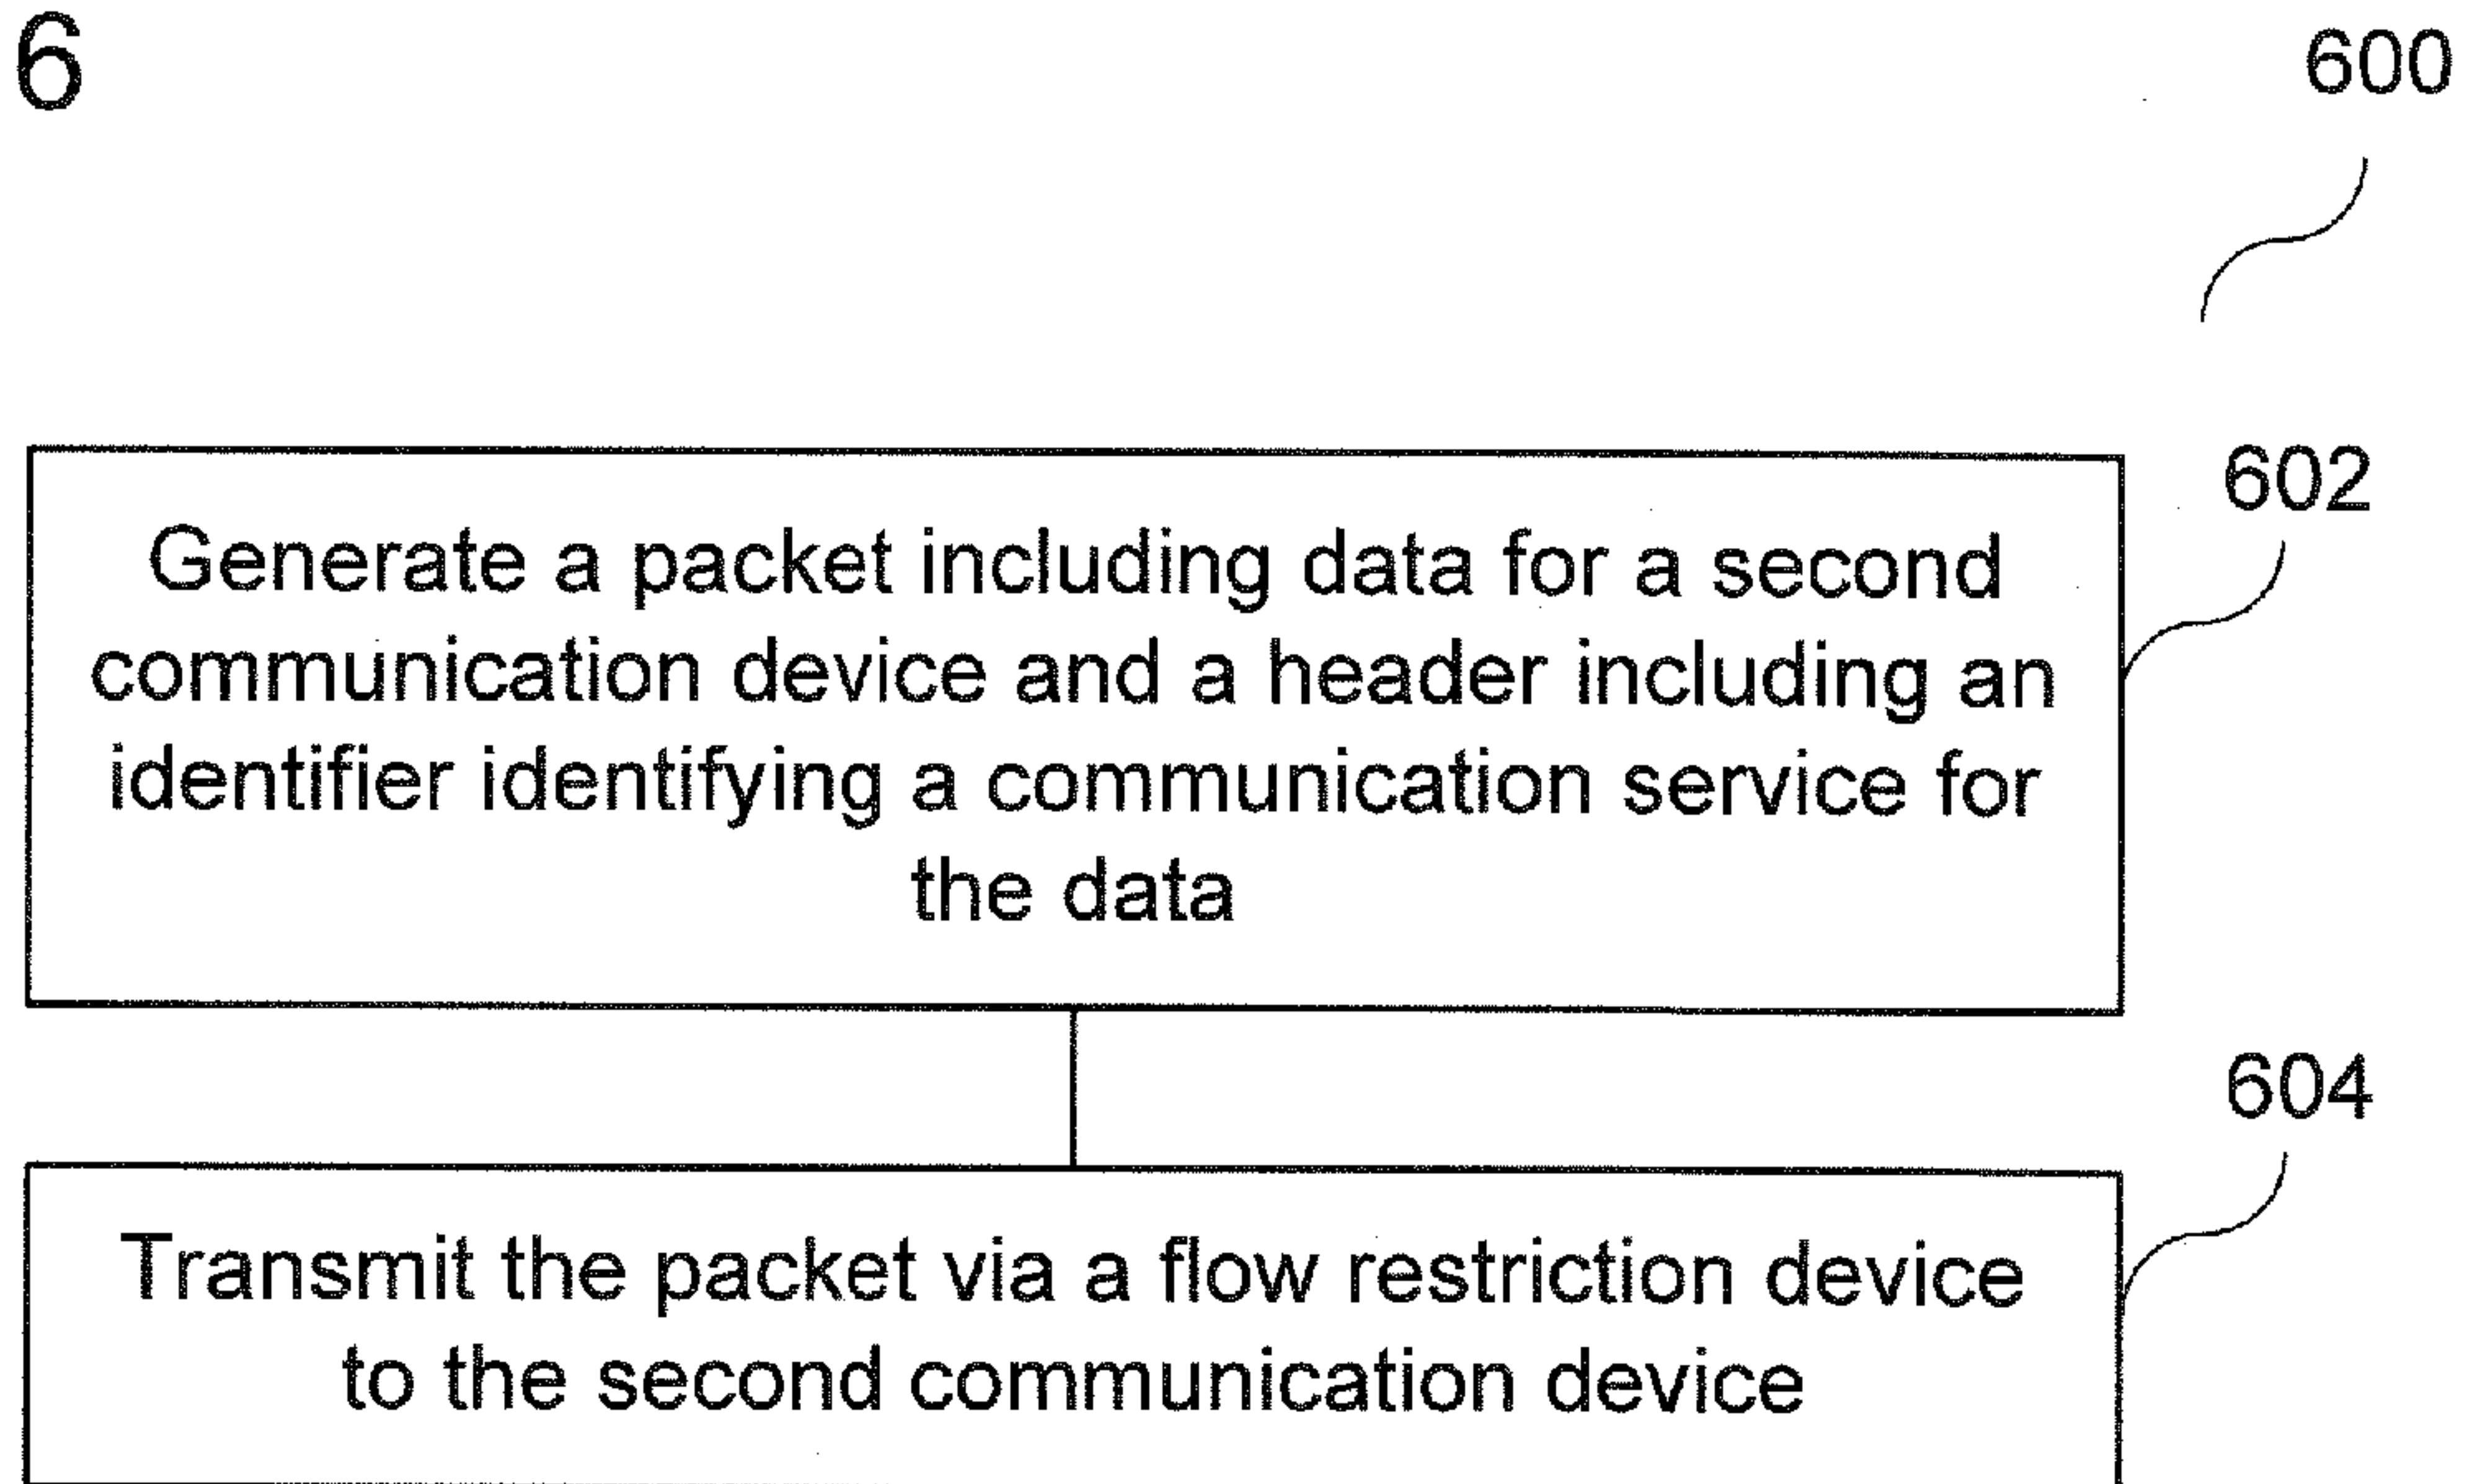 6
600
602
Generate a packet including data for a second
communication device and a header including an
identifier identifying a communication service for
the data
604
Transmit the packet via a flow restriction device
to the second communication device